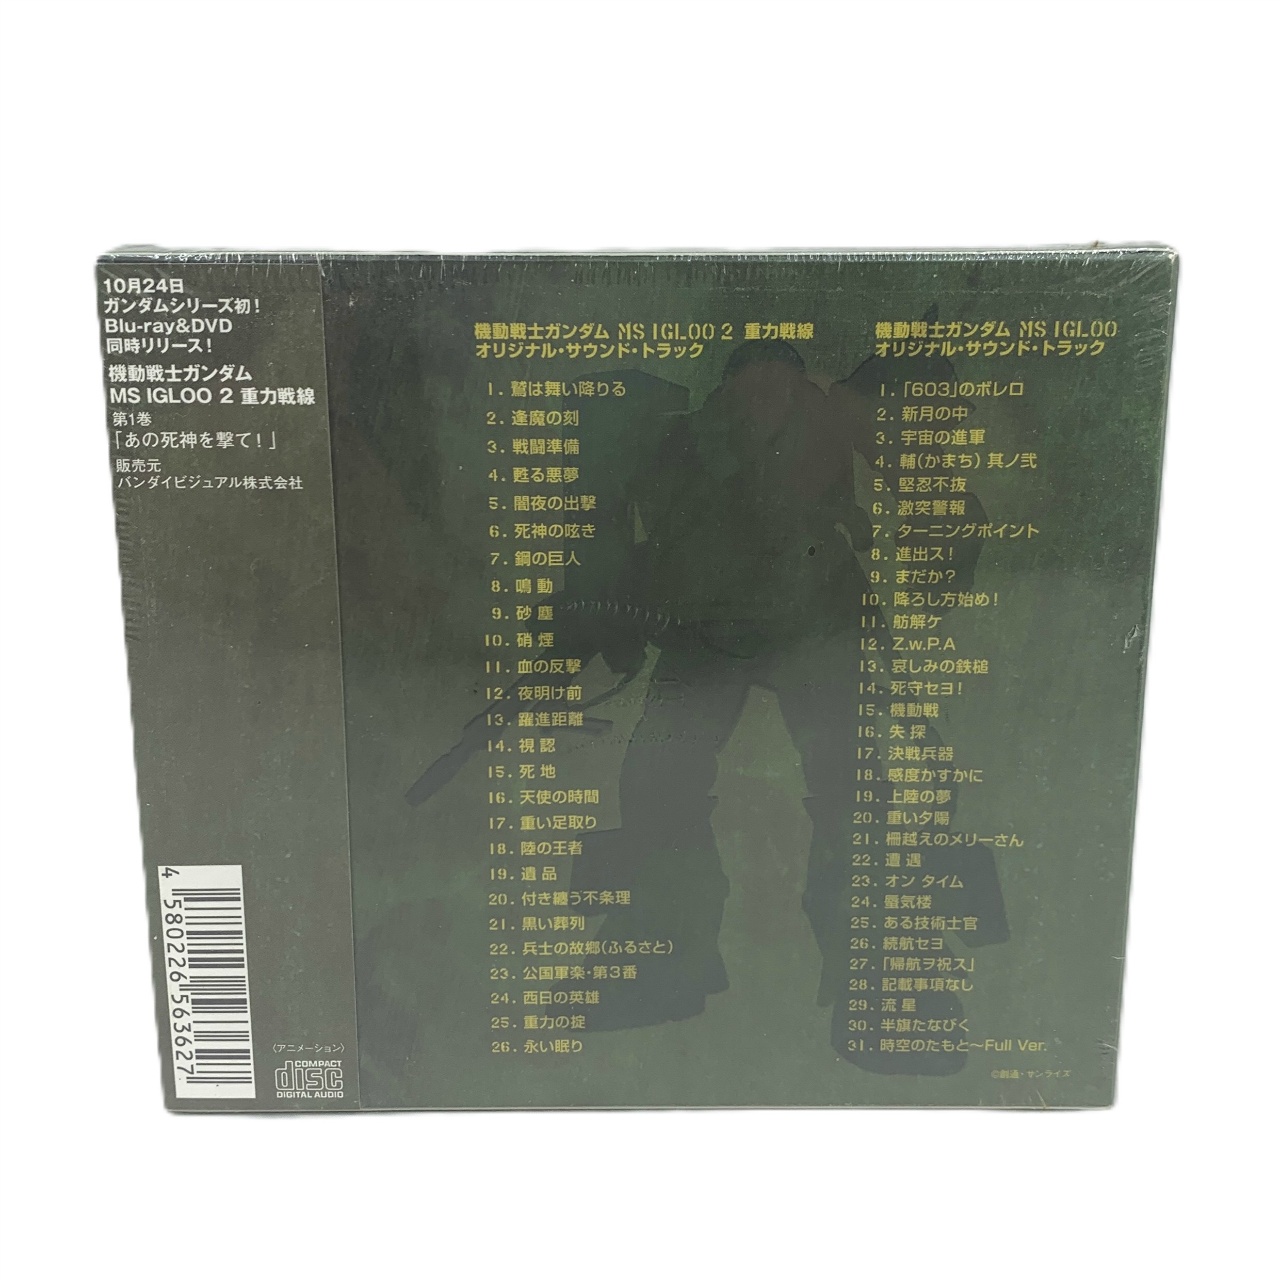 10月24日
ガンダムシリーズ初！
Blu-ray&DVD
同時リリース！
機動戦士ガンダム
MS IGLOO 2 重力戦線
第1巻
「あの死神を撃て！」
販売元
バンダイビジュアル株式会社
4 580226 563627
〈アニメーション〉
COMPACT
disc
DIGITAL AUDIO
機動戦士ガンダム MS IGLOO 2 重力戦線
オリジナル・サウンド・トラック
1. 鷲は舞い降りる
2. 逢魔の刻
3. 戦闘準備
4. 甦る悪夢
5. 闇夜の出撃
6. 死神の呟き
7. 鋼の巨人
8. 鳴 動
9. 砂 塵
10. 硝 煙
11. 血の反撃
12. 夜明け前
13. 躍進距離
14. 視 認
15. 死 地
16. 天使の時間
17. 重い足取り
18. 陸の王者
19. 遺 品
20. 付き纏う不条理
21. 黒い葬列
22. 兵士の故郷(ふるさと)
23. 公国軍楽・第3番
24. 西日の英雄
25. 重力の掟
26. 永い眠り
機動戦士ガンダム MS IGLOO
オリジナル・サウンド・トラック
1. 「603」のボレロ
2. 新月の中
3. 宇宙の進軍
4. 輔(かまち) 其ノ弐
5. 堅忍不抜
6. 激突警報
7. ターニングポイント
8. 進出ス！
9. まだか？
10. 降ろし方始め！
11. 舫解ケ
12. Z.w.P.A
13. 哀しみの鉄槌
14. 死守セヨ！
15. 機動戦
16. 失 探
17. 決戦兵器
18. 感度かすかに
19. 上陸の夢
20. 重い夕陽
21. 柵越えのメリーさん
22. 遭 遇
23. オン タイム
24. 蜃気楼
25. ある技術士官
26. 続航セヨ
27. 「帰航ヲ祝ス」
28. 記載事項なし
29. 流 星
30. 半旗たなびく
31. 時空のたもと〜Full Ver.
©創通・サンライズ